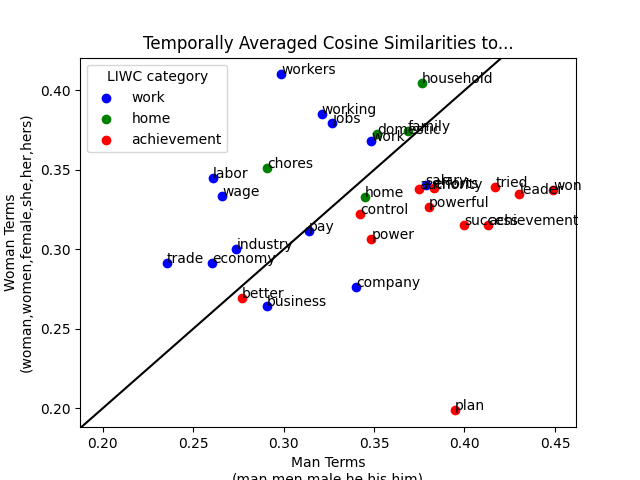 Temporally Averaged Cosine Similarities to...
LIWC category
work
home
achievement
workers
household
working
jobs
family
domestic
work
chores
labor
wage
home
control
salary
tried
leader
won
powerful
success
achievement
power
pay
industry
trade
economy
company
better
business
plan
0.40
0.35
0.30
0.25
0.20
Woman Terms
(woman,women,female,she,her,hers)
0.20
0.25
0.30
0.35
0.40
0.45
Man Terms
(man,men,male,he,his,him)